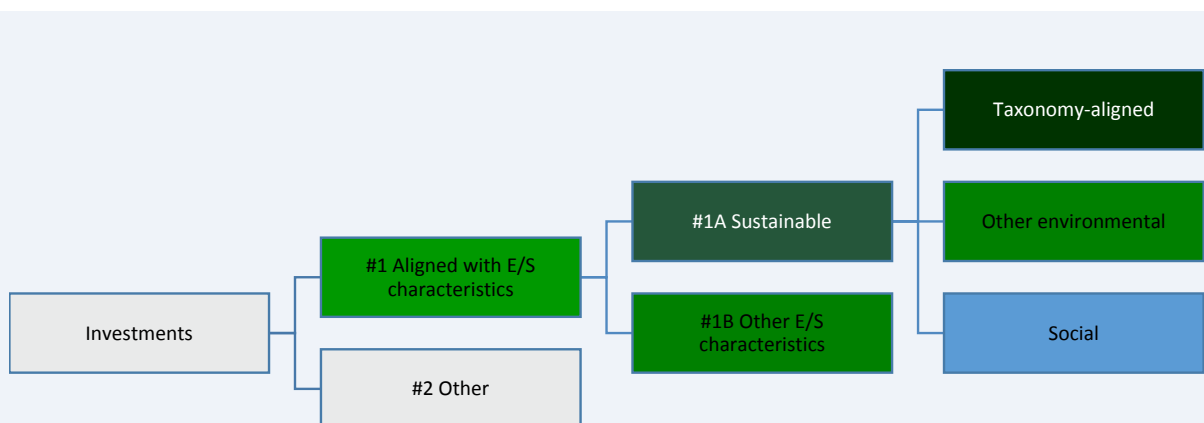 Taxonomy-aligned
#1A Sustainable
Other environmental
#1 Aligned with E/S
characteristics
Investments
#1B Other E/S
characteristics
Social
#2 Other